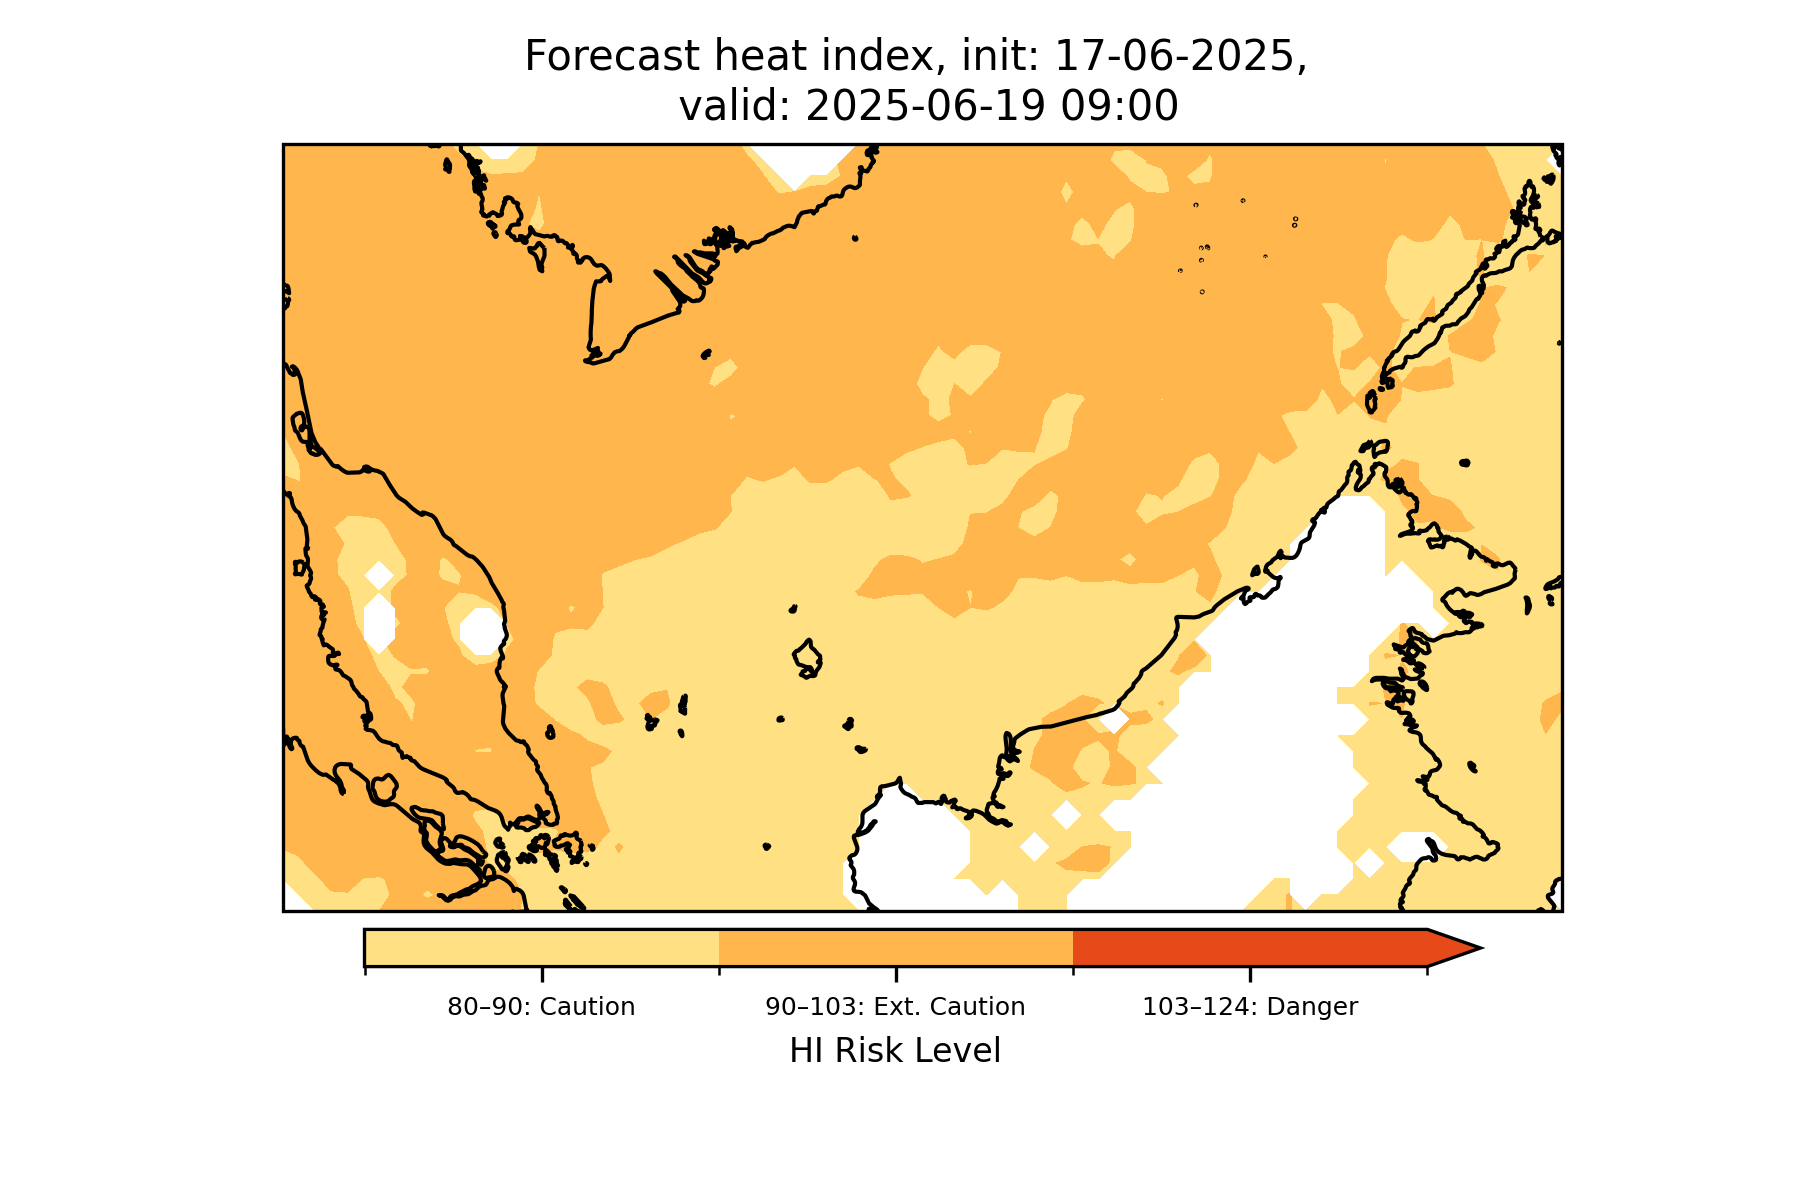 Forecast heat index, init: 17-06-2025,
valid: 2025-06-19 09:00
80–90: Caution
90–103: Ext. Caution
103–124: Danger
HI Risk Level